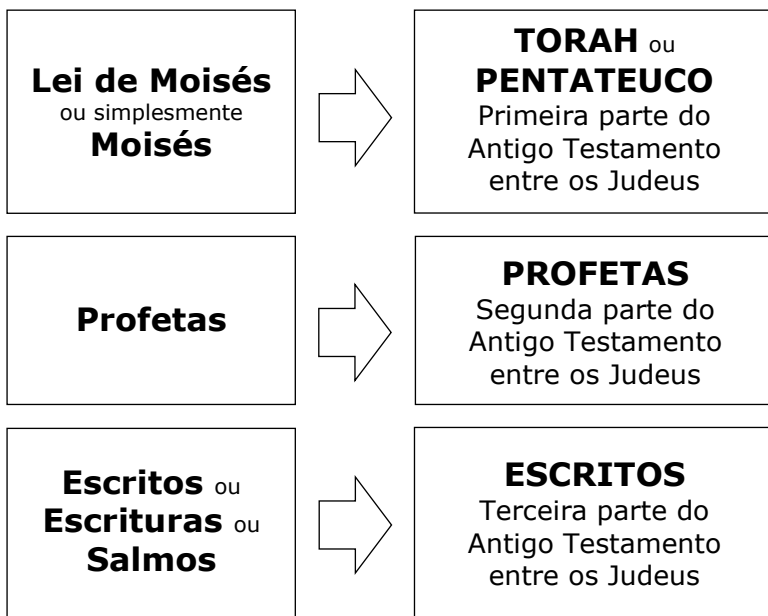 Lei de Moisés
ou simplesmente
Moisés
TORAH ou
PENTATEUCO
Primeira parte do
Antigo Testamento
entre os Judeus
Profetas
PROFETAS
Segunda parte do
Antigo Testamento
entre os Judeus
Escritos ou
Escrituras ou
Salmos
ESCRITOS
Terceira parte do
Antigo Testamento
entre os Judeus